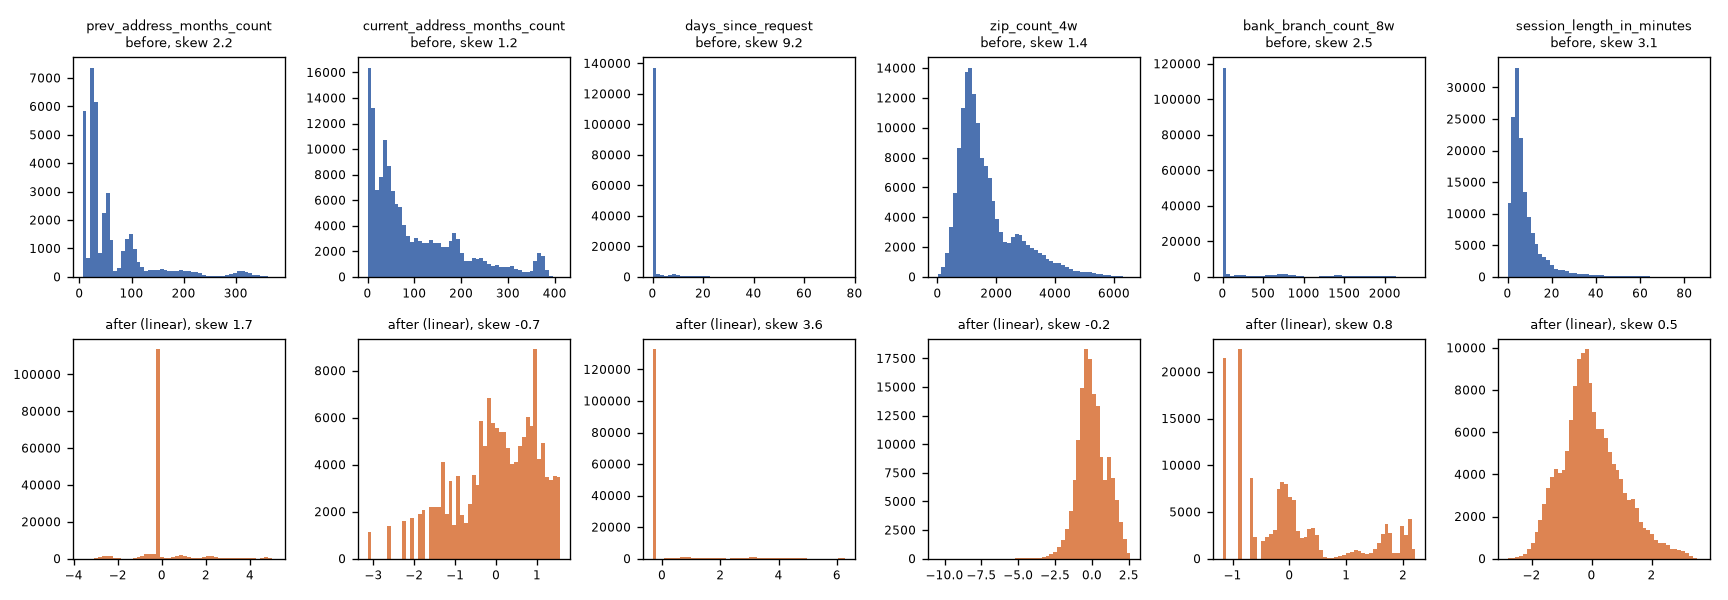 prev_address_months_count
before, skew 2.2
7000
6000
5000
4000
3000
2000
1000
0
0 100 200 300
current_address_months_count
before, skew 1.2
16000
14000
12000
10000
8000
6000
4000
2000
0
0 100 200 300 400
days_since_request
before, skew 9.2
140000
120000
100000
80000
60000
40000
20000
0
0 20 40 60 80
zip_count_4w
before, skew 1.4
14000
12000
10000
8000
6000
4000
2000
0
0 2000 4000 6000
bank_branch_count_8w
before, skew 2.5
120000
100000
80000
60000
40000
20000
0
0 500 1000 1500 2000
session_length_in_minutes
before, skew 3.1
30000
25000
20000
15000
10000
5000
0
0 20 40 60 80
after (linear), skew 1.7
100000
80000
60000
40000
20000
0
−4 −2 0 2 4
after (linear), skew -0.7
8000
6000
4000
2000
0
−3 −2 −1 0 1
after (linear), skew 3.6
120000
100000
80000
60000
40000
20000
0
0 2 4 6
after (linear), skew -0.2
17500
15000
12500
10000
7500
5000
2500
0
−10.0 −7.5 −5.0 −2.5 0.0 2.5
after (linear), skew 0.8
20000
15000
10000
5000
0
−1 0 1 2
after (linear), skew 0.5
10000
8000
6000
4000
2000
0
−2 0 2